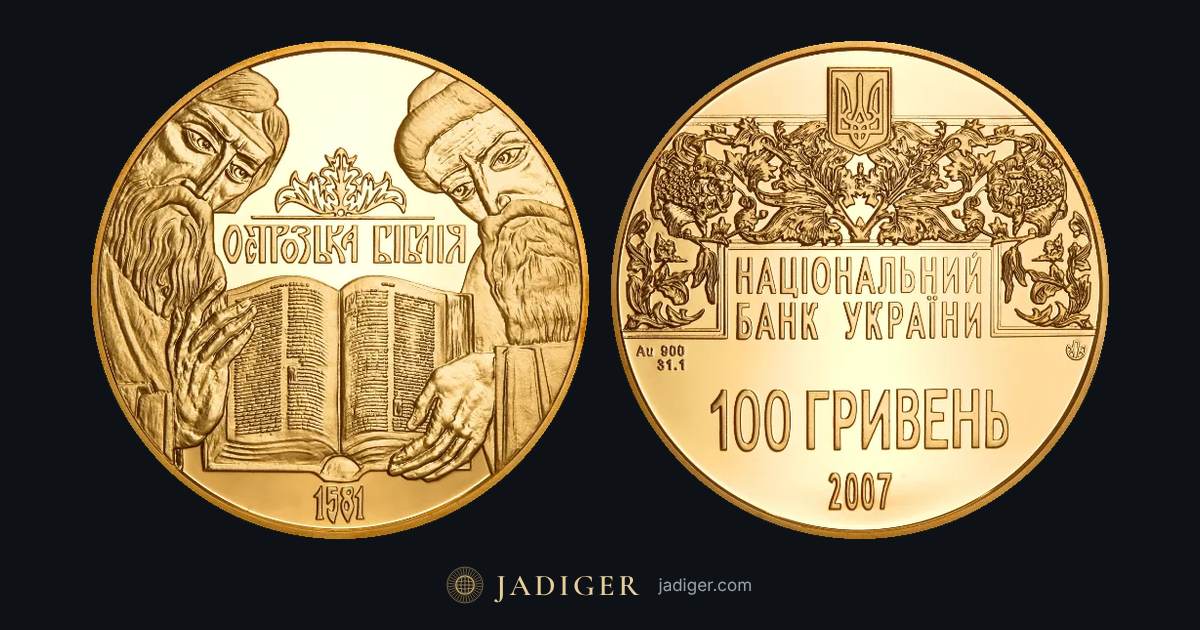 ОСТРОЗЬКА БІБЛІЯ
1581
НАЦІОНАЛЬНИЙ
БАНК УКРАЇНИ
Au 900
31.1
100 ГРИВЕНЬ
2007
JADIGER jadiger.com